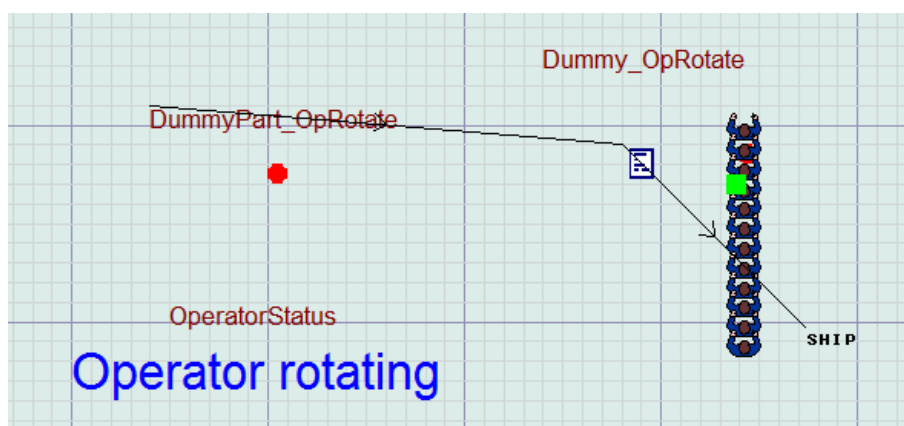 Dummy_OpRotate
DummyPart_OpRotate
OperatorStatus
SHIP
Operator rotating